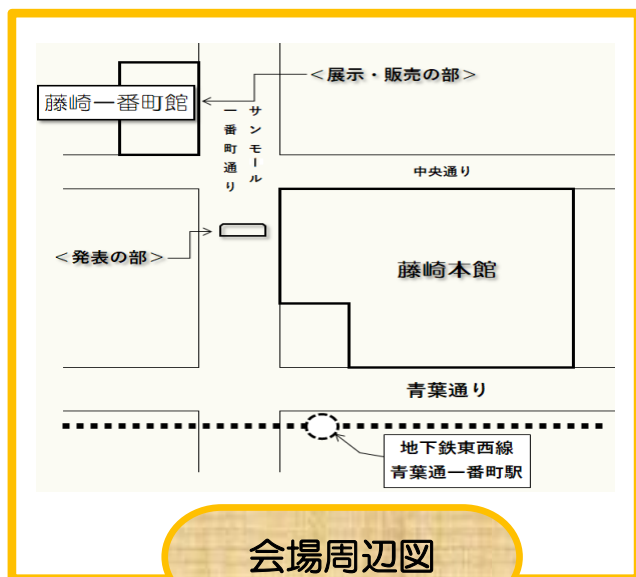 <展示・販売の部>
藤崎一番町館
サンモール
一番町通り
中央通り
<発表の部>
藤崎本館
青葉通り
地下鉄東西線
青葉通一番町駅
会場周辺図